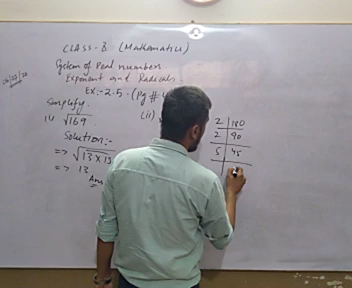 CLASS-8 (Mathematics)
System of Real numbers
Exponent and Radicals
EX:- 2.5 - (Pg #
Simplify.
√169
(ii)
Solution:-
=> √13 x 13
=> 13
Ans
2 | 180
2 | 90
5 | 45